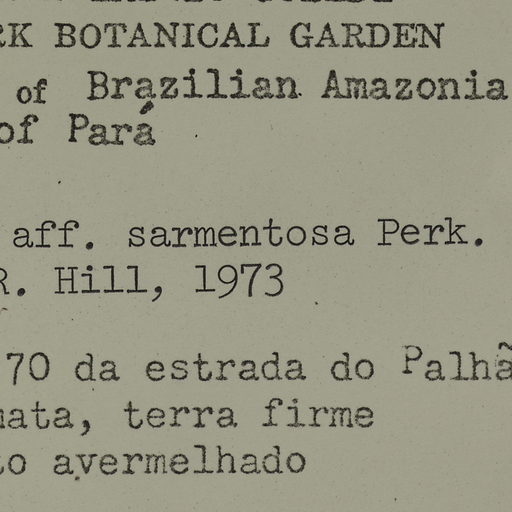 RK BOTANICAL GARDEN
of Brazilian Amazonia
of Pará
aff. sarmentosa Perk.
R. Hill, 1973
70 da estrada do Palhã
mata, terra firme
to avermelhado